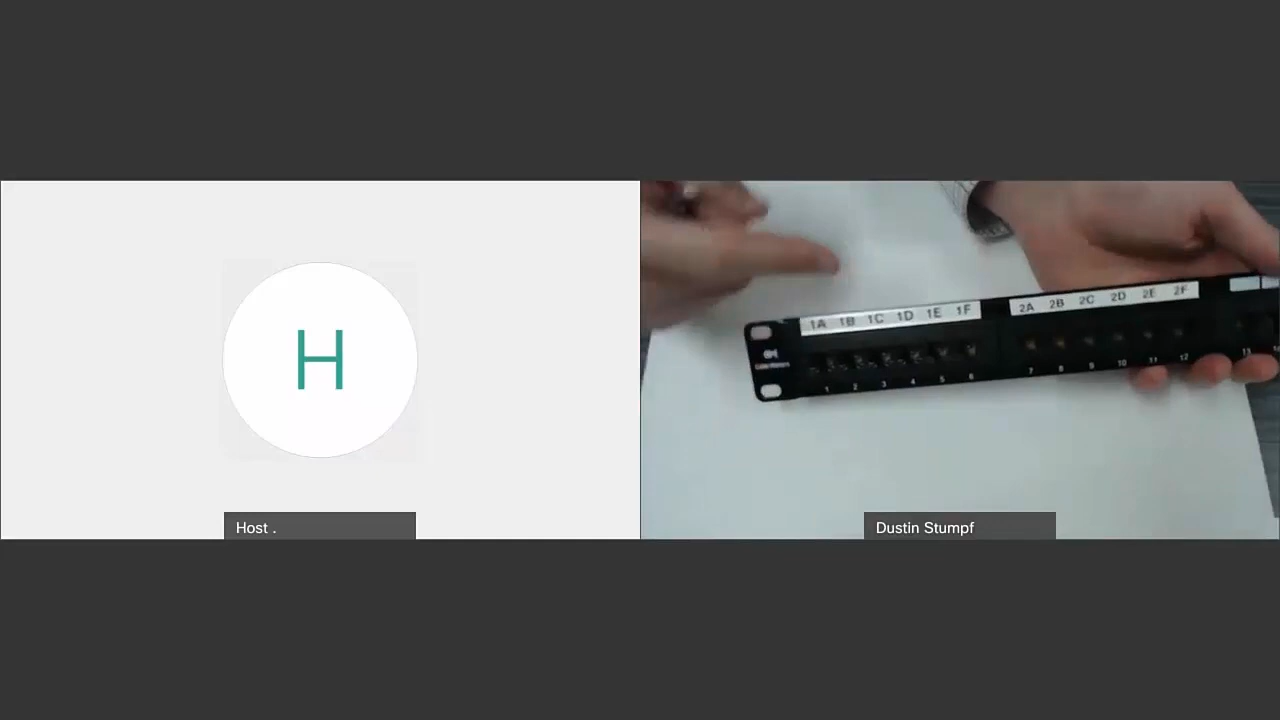 H
Host .
1A 1B 1C 1D 1E 1F
2A 2B 2C 2D 2E 2F
1 2 3 4 5 6
7 8 9 10 11 12
13
Dustin Stumpf